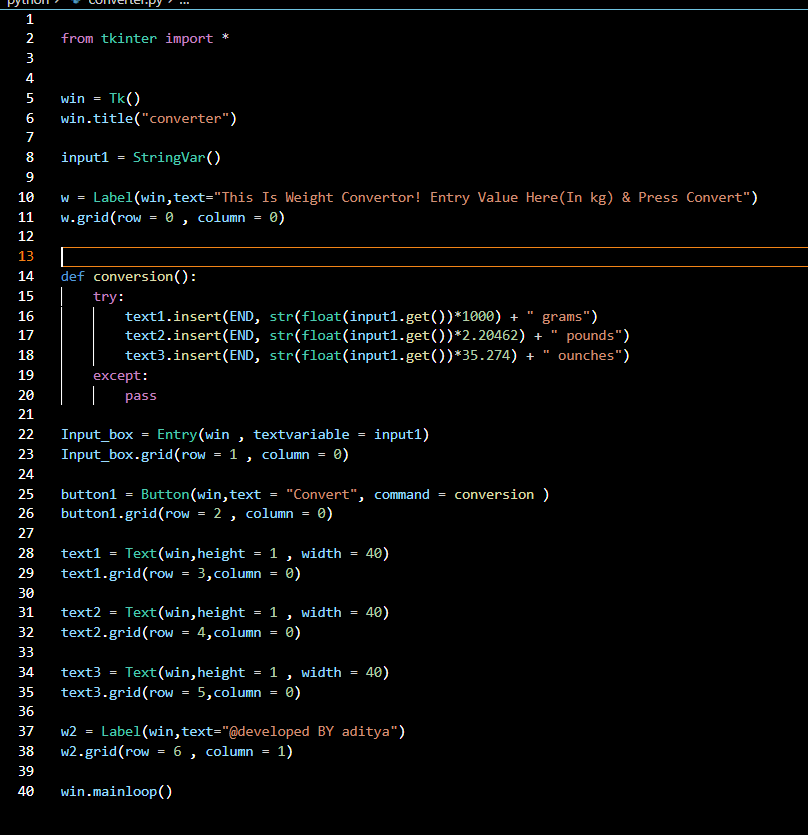 python > converter.py > ...
1
2 from tkinter import *
3
4
5 win = Tk()
6 win.title("converter")
7
8 input1 = StringVar()
9
10 w = Label(win,text="This Is Weight Convertor! Entry Value Here(In kg) & Press Convert")
11 w.grid(row = 0 , column = 0)
12
13
14 def conversion():
15     try:
16         text1.insert(END, str(float(input1.get())*1000) + " grams")
17         text2.insert(END, str(float(input1.get())*2.20462) + " pounds")
18         text3.insert(END, str(float(input1.get())*35.274) + " ounches")
19     except:
20         pass
21
22 Input_box = Entry(win , textvariable = input1)
23 Input_box.grid(row = 1 , column = 0)
24
25 button1 = Button(win,text = "Convert", command = conversion )
26 button1.grid(row = 2 , column = 0)
27
28 text1 = Text(win,height = 1 , width = 40)
29 text1.grid(row = 3,column = 0)
30
31 text2 = Text(win,height = 1 , width = 40)
32 text2.grid(row = 4,column = 0)
33
34 text3 = Text(win,height = 1 , width = 40)
35 text3.grid(row = 5,column = 0)
36
37 w2 = Label(win,text="@developed BY aditya")
38 w2.grid(row = 6 , column = 1)
39
40 win.mainloop()